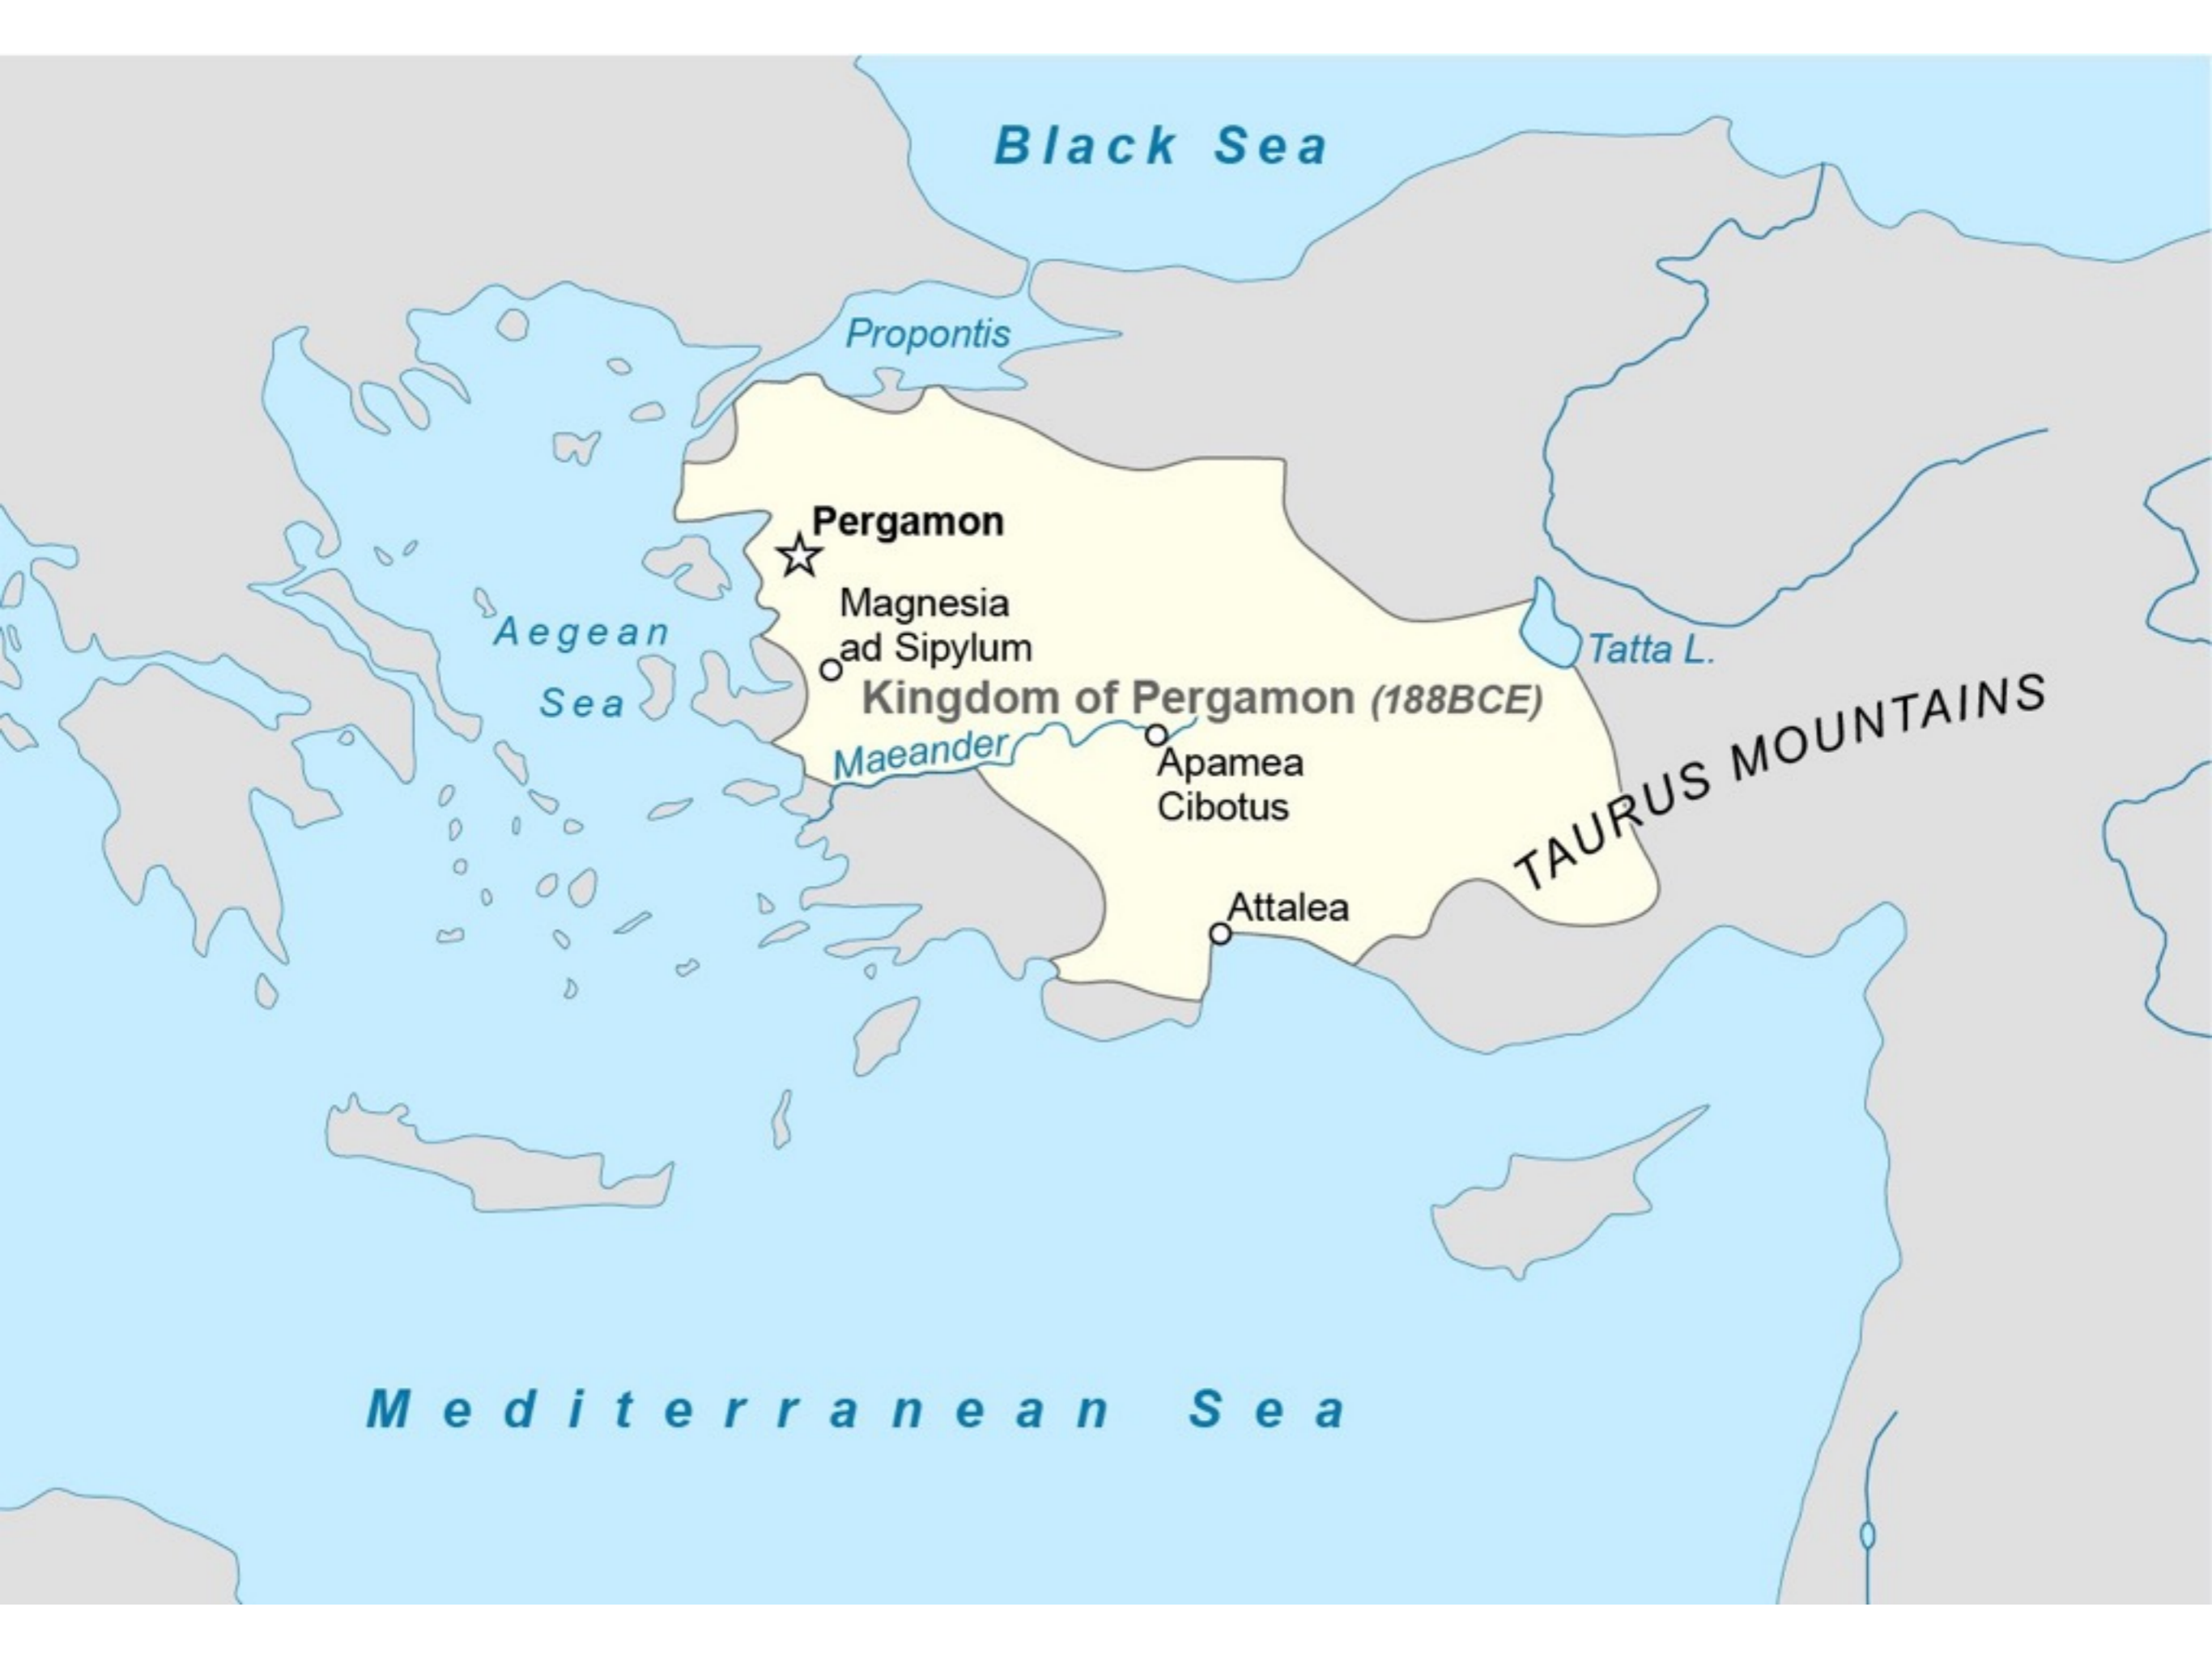 Black Sea
Propontis
Pergamon
Magnesia
ad Sipylum
Aegean
Sea
Tatta L.
Kingdom of Pergamon (188BCE)
TAURUS MOUNTAINS
Maeander
Apamea
Cibotus
Attalea
Mediterranean Sea